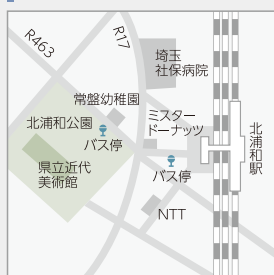 R463
R17
埼玉
社保病院
常盤幼稚園
ミスター
ドーナッツ
北浦和公園
バス停
北浦和駅
県立近代
美術館
バス停
NTT